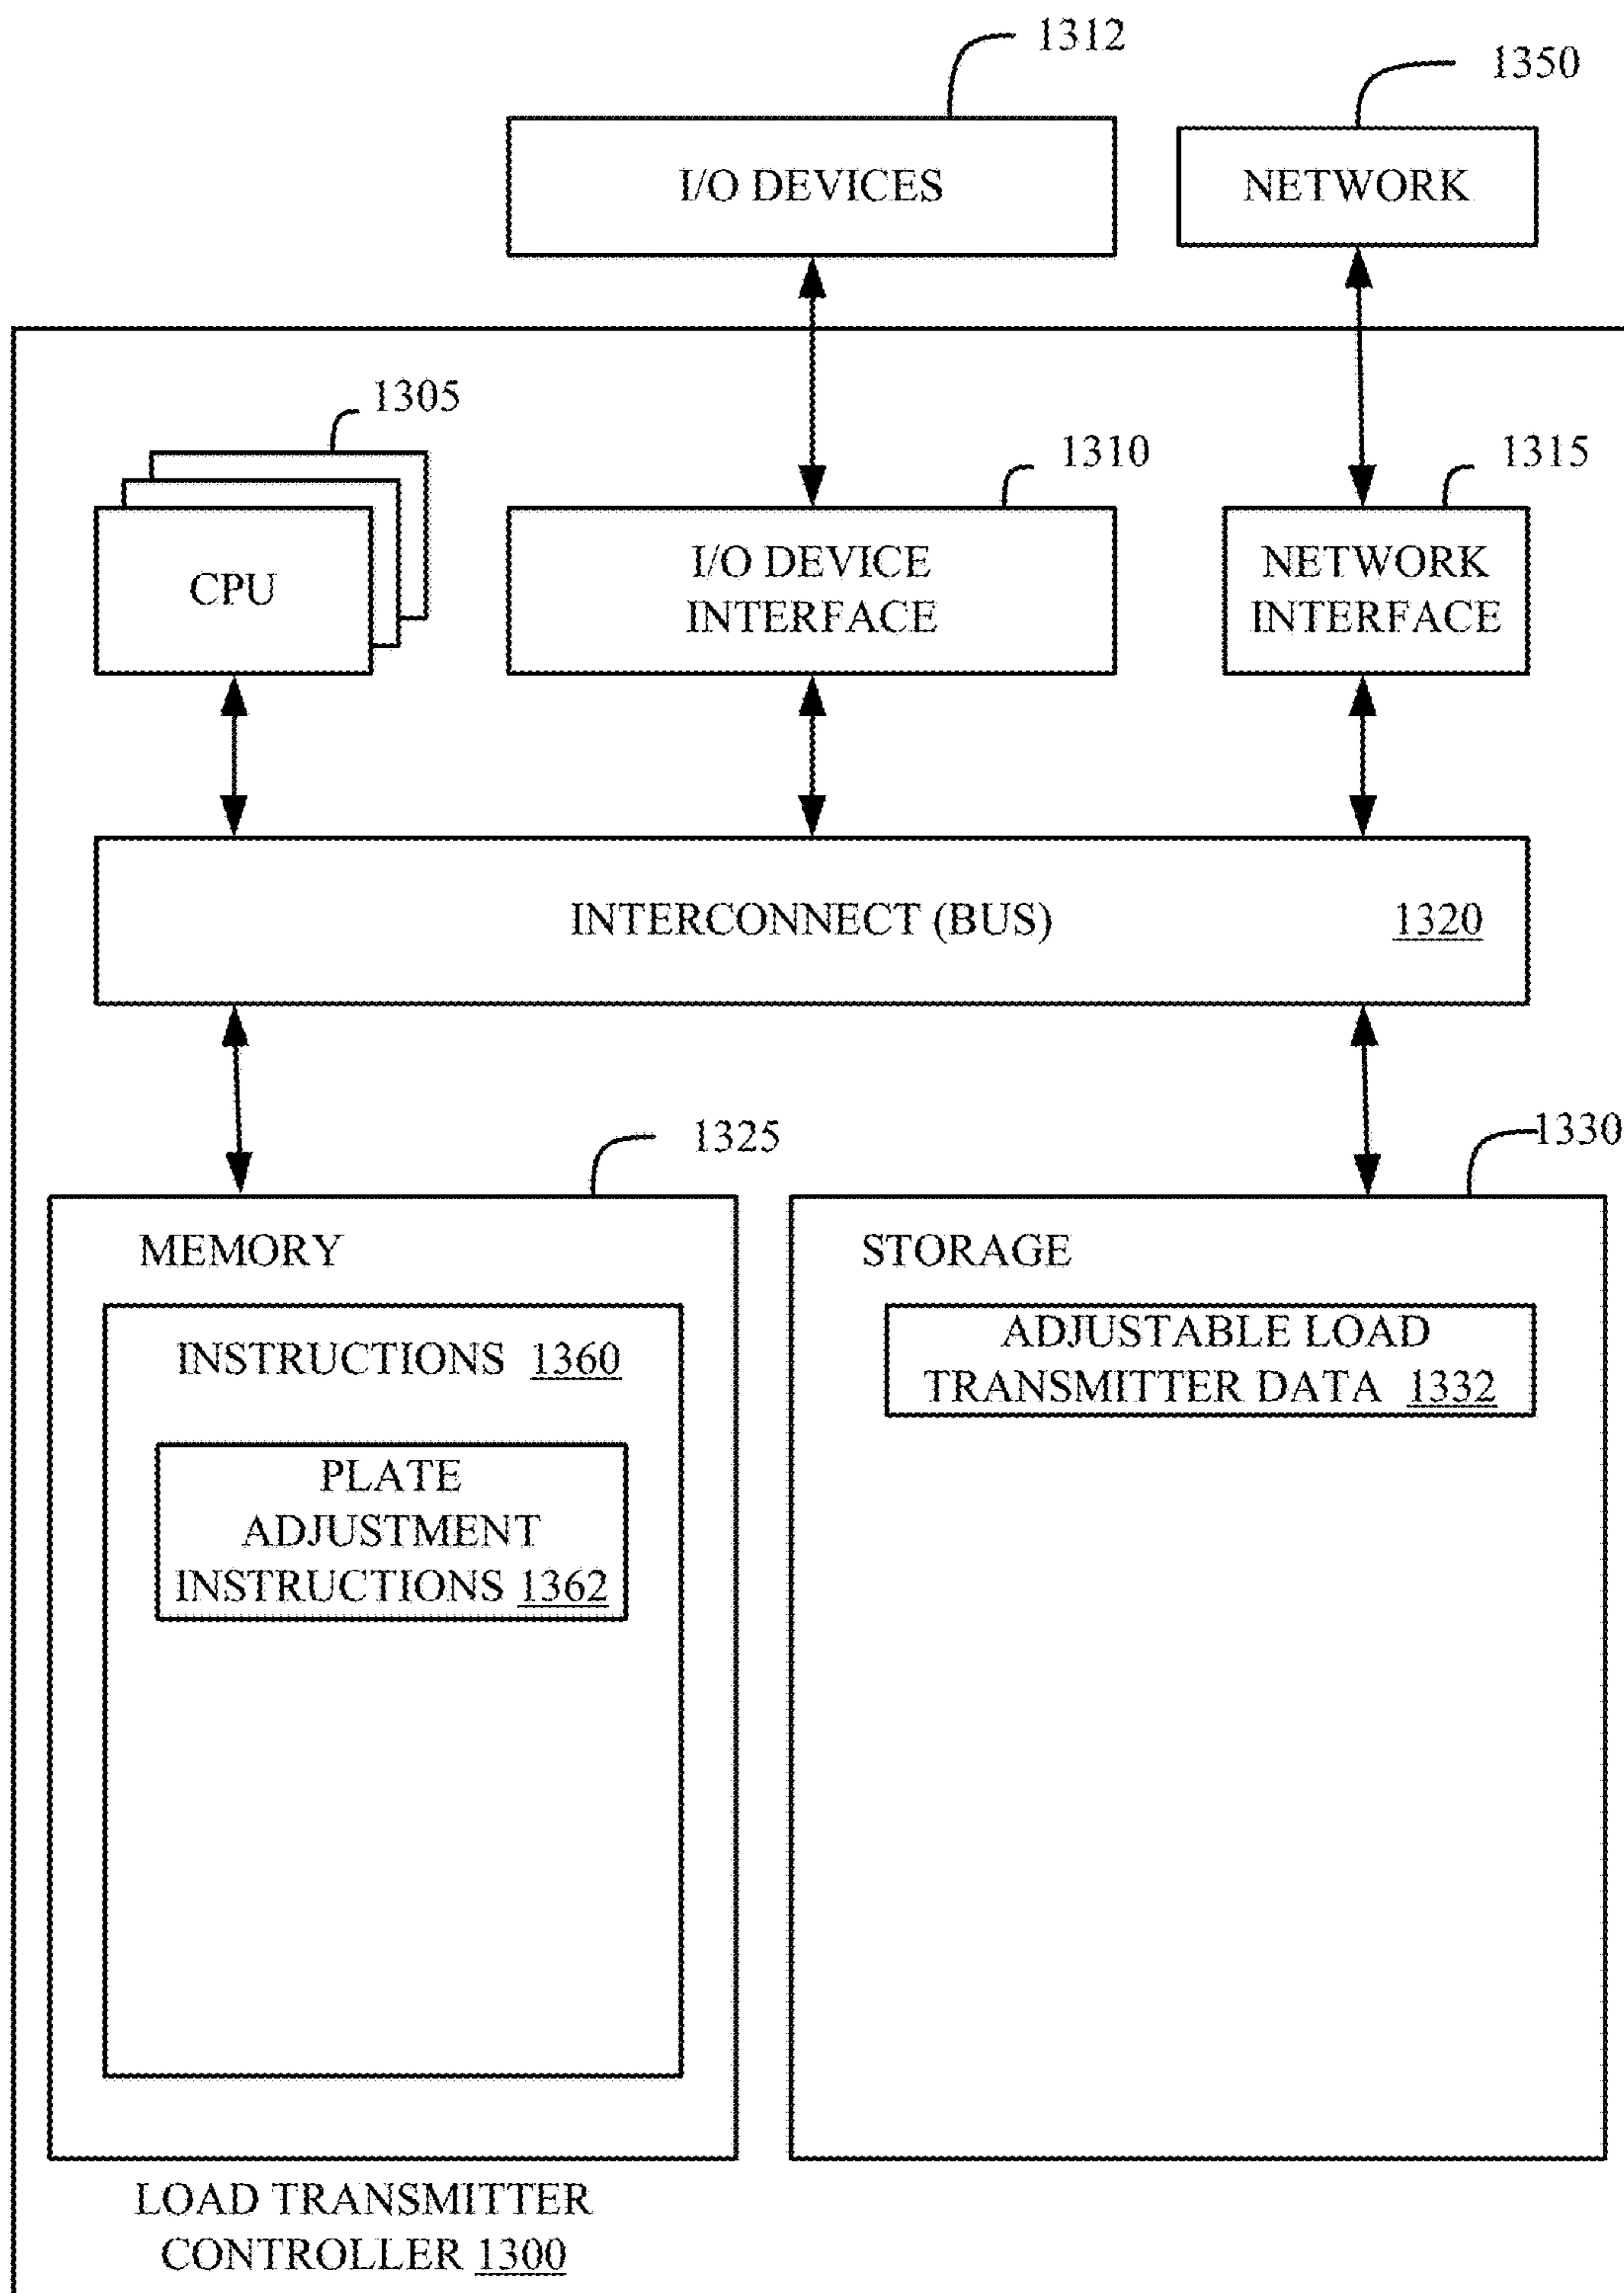 1312
1350
I/O DEVICES
NETWORK
1305
1310
1315
CPU
I/O DEVICE
INTERFACE
NETWORK
INTERFACE
INTERCONNECT (BUS) 1320
1325
1330
MEMORY
STORAGE
INSTRUCTIONS 1360
PLATE
ADJUSTMENT
INSTRUCTIONS 1362
ADJUSTABLE LOAD
TRANSMITTER DATA 1332
LOAD TRANSMITTER
CONTROLLER 1300